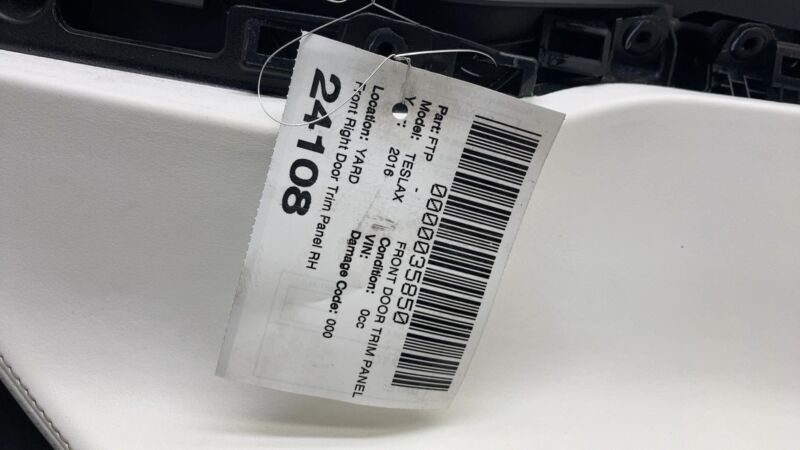 0000035850
Part: FTP - FRONT DOOR TRIM PANEL
Model: TESLAX Condition: 0cc
2016 VIN:
Location: YARD Damage Code: 000
Front Right Door Trim Panel RH
24108